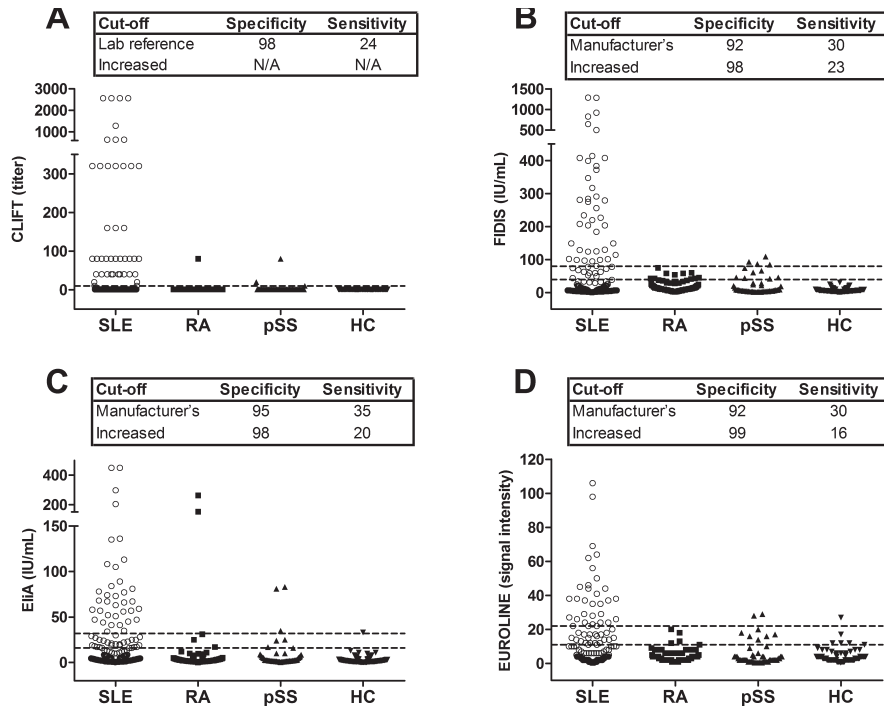 A
Cut-off Specificity Sensitivity
Lab reference 98 24
Increased N/A N/A
3000
2000
1000
300
200
100
0
CLIFT (titer)
SLE RA pSS HC
B
Cut-off Specificity Sensitivity
Manufacturer's 92 30
Increased 98 23
1500
1000
500
400
300
200
100
0
FIDIS (IU/mL)
SLE RA pSS HC
C
Cut-off Specificity Sensitivity
Manufacturer's 95 35
Increased 98 20
400
200
150
100
50
0
EliA (IU/mL)
SLE RA pSS HC
D
Cut-off Specificity Sensitivity
Manufacturer's 92 30
Increased 99 16
120
100
80
60
40
20
0
EUROLINE (signal intensity)
SLE RA pSS HC